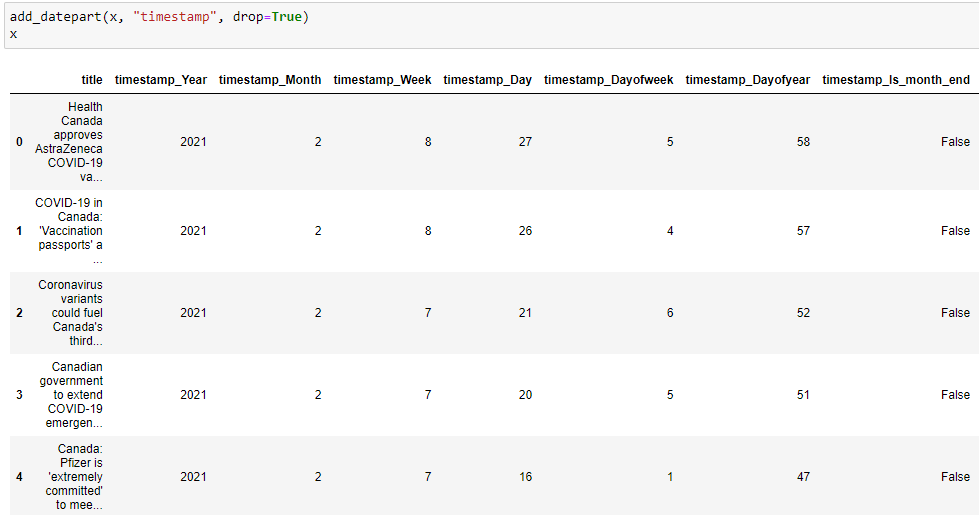 add_datepart(x, "timestamp", drop=True)
x
title timestamp_Year timestamp_Month timestamp_Week timestamp_Day timestamp_Dayofweek timestamp_Dayofyear timestamp_Is_month_end
Health
Canada
approves
0 AstraZeneca 2021 2 8 27 5 58 False
COVID-19
va...
COVID-19 in
Canada:
1 'Vaccination 2021 2 8 26 4 57 False
passports' a
...
Coronavirus
variants
2 could fuel 2021 2 7 21 6 52 False
Canada's
third...
Canadian
government
3 to extend 2021 2 7 20 5 51 False
COVID-19
emergen...
Canada:
Pfizer is
4 'extremely 2021 2 7 16 1 47 False
committed'
to mee...